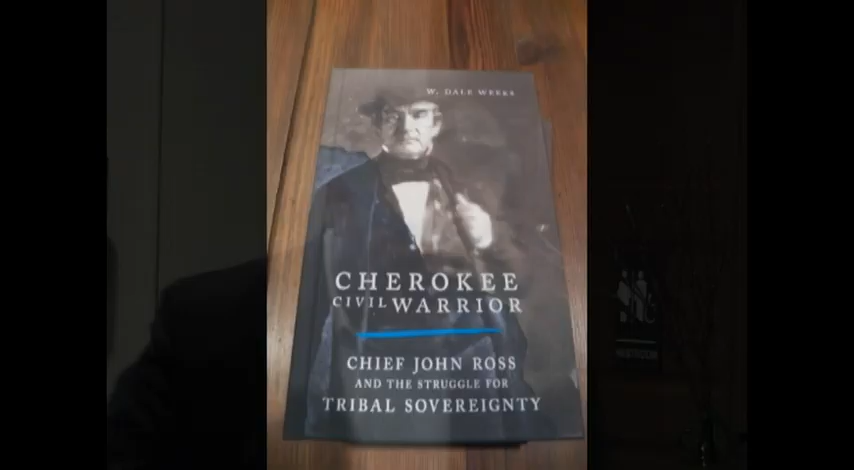 W. DALE WEEKS
CHEROKEE
CIVIL WARRIOR
CHIEF JOHN ROSS
AND THE STRUGGLE FOR
TRIBAL SOVEREIGNTY